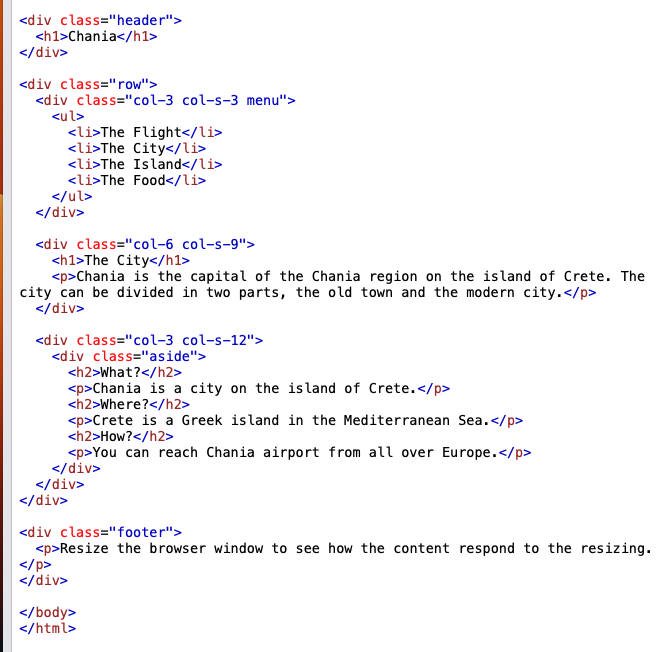 <div class="header">
  <h1>Chania</h1>
</div>

<div class="row">
  <div class="col-3 col-s-3 menu">
    <ul>
      <li>The Flight</li>
      <li>The City</li>
      <li>The Island</li>
      <li>The Food</li>
    </ul>
  </div>

  <div class="col-6 col-s-9">
    <h1>The City</h1>
    <p>Chania is the capital of the Chania region on the island of Crete. The
city can be divided in two parts, the old town and the modern city.</p>
  </div>

  <div class="col-3 col-s-12">
    <div class="aside">
      <h2>What?</h2>
      <p>Chania is a city on the island of Crete.</p>
      <h2>Where?</h2>
      <p>Crete is a Greek island in the Mediterranean Sea.</p>
      <h2>How?</h2>
      <p>You can reach Chania airport from all over Europe.</p>
    </div>
  </div>
</div>

<div class="footer">
  <p>Resize the browser window to see how the content respond to the resizing.
</p>
</div>

</body>
</html>